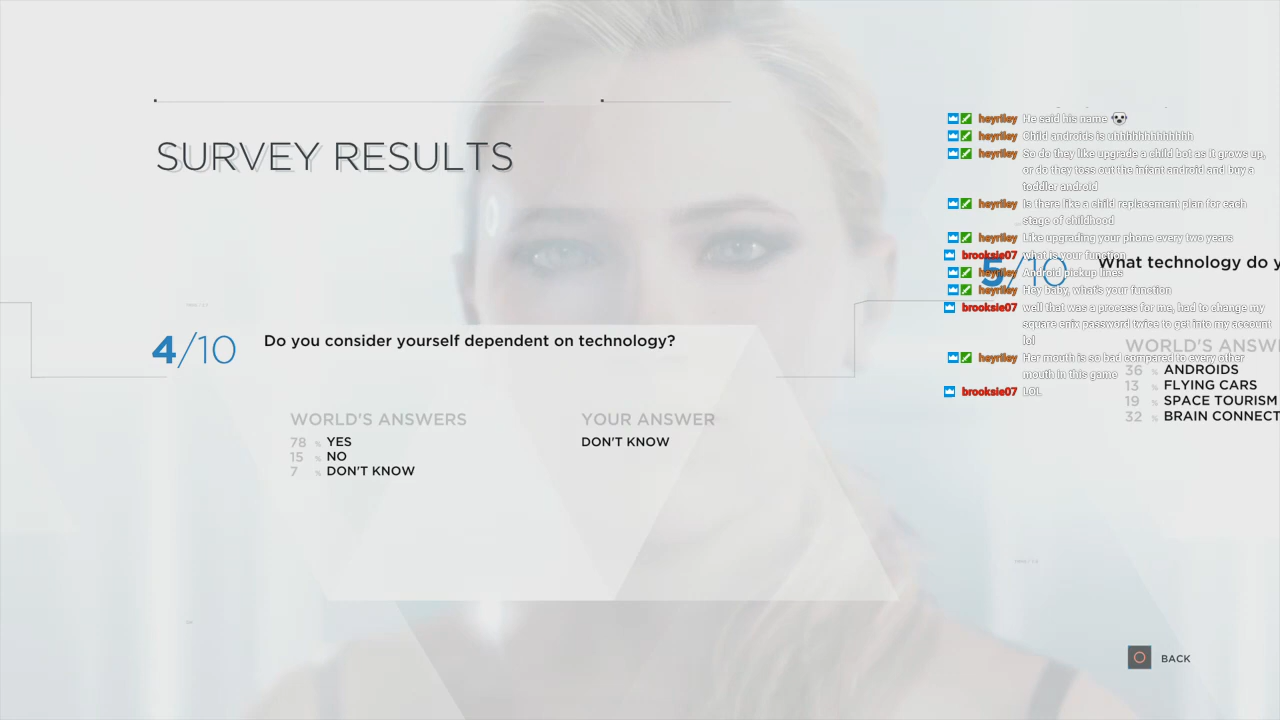 SURVEY RESULTS
4/10
Do you consider yourself dependent on technology?
WORLD'S ANSWERS
78 % YES
15 % NO
7 % DON'T KNOW
YOUR ANSWER
DON'T KNOW
heyriley He said his name
heyriley Child androids is uhhhhhhhhhhhh
heyriley So do they like upgrade a child bot as it grows up,
or do they toss out the infant android and buy a
toddler android
heyriley Is there like a child replacement plan for each
stage of childhood
heyriley Like upgrading your phone every two years
brooksie07 what is your function
heyriley Android pickup lines
heyriley Hey baby, what's your function
brooksie07 well that was a process for me, had to change my
square enix password twice to get into my account
lol
heyriley Her mouth is so bad compared to every other
mouth in this game
brooksie07 LOL
5/10
What technology do y
WORLD'S ANSW
36 % ANDROIDS
13 % FLYING CARS
19 % SPACE TOURISM
32 % BRAIN CONNECT
BACK